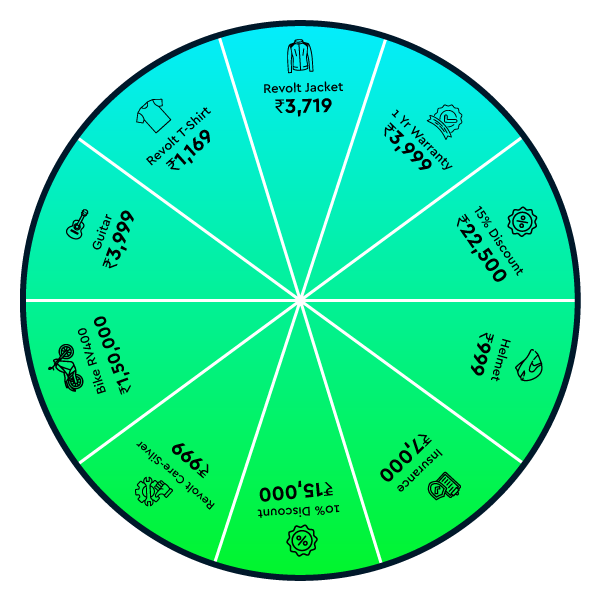 Revolt Jacket
₹3,719
1 Yr Warranty
₹3,999
15% Discount
₹22,500
Helmet
₹999
Insurance
₹7,000
10% Discount
₹15,000
Revolt Care-Silver
₹999
Bike RV400
₹1,50,000
Guitar
₹3,999
Revolt T-Shirt
₹1,169